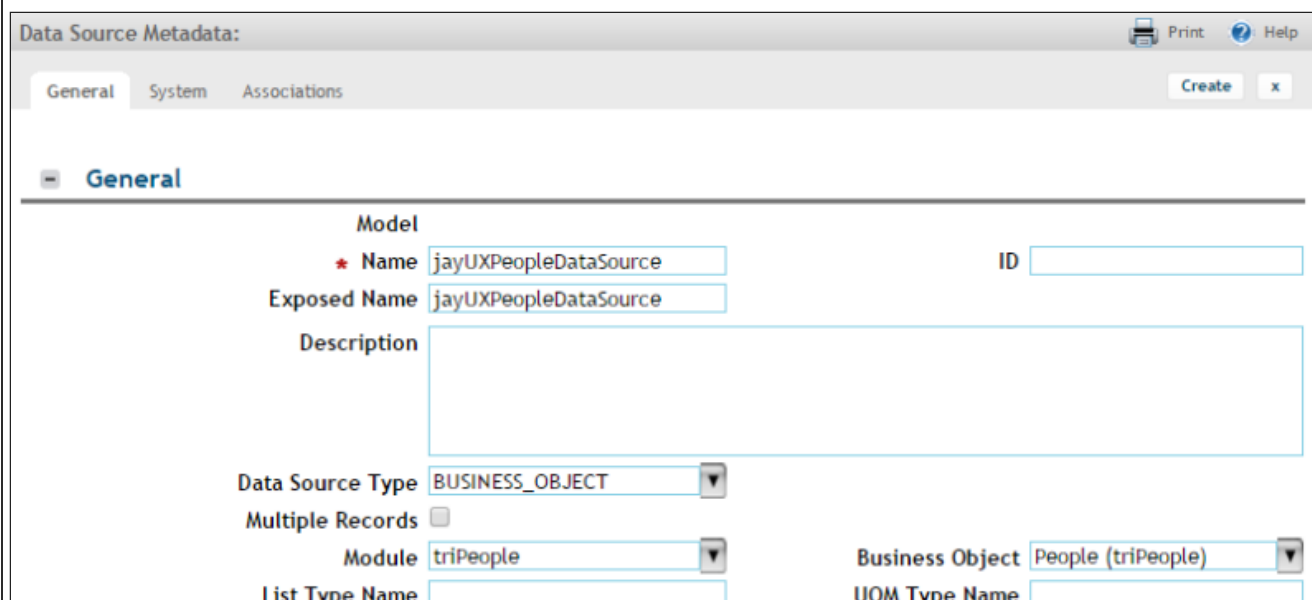 Data Source Metadata: Print Help
General System Associations Create x
General
Model
* Name jayUXPeopleDataSource ID
Exposed Name jayUXPeopleDataSource
Description
Data Source Type BUSINESS_OBJECT
Multiple Records
Module triPeople Business Object People (triPeople)
List Type Name UOM Type Name